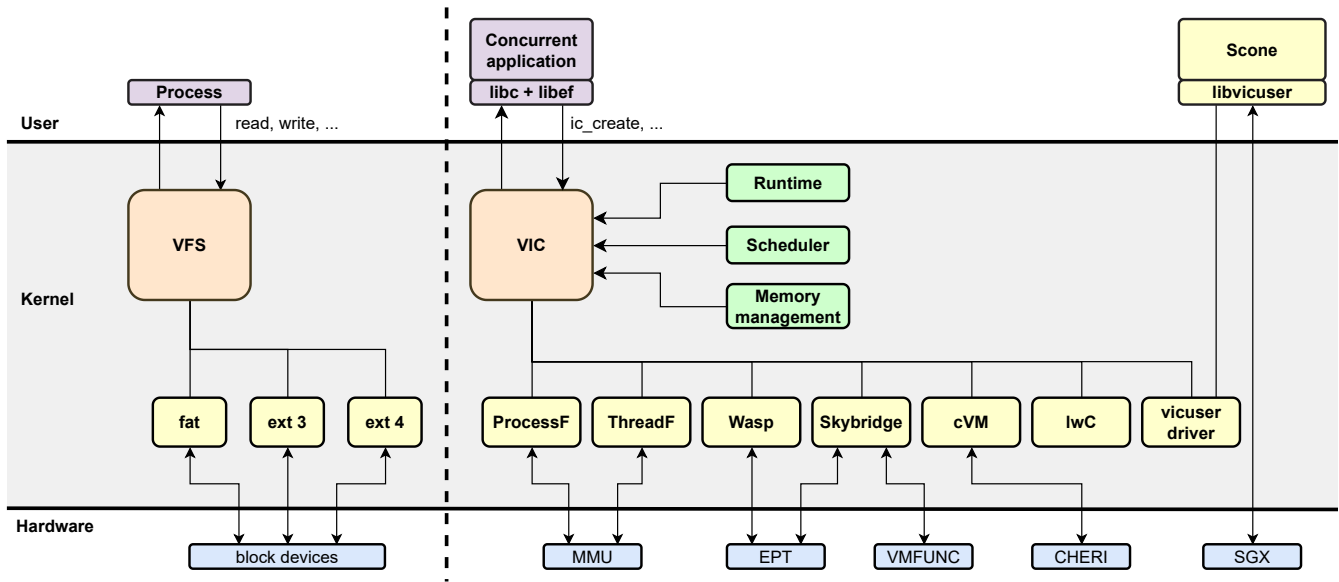 Concurrent
application
Scone
Process
libc + libef
libvicuser
User
read, write, ...
ic_create, ...
Runtime
VFS
VIC
Scheduler
Kernel
Memory
management
fat
ext 3
ext 4
ProcessF
ThreadF
Wasp
Skybridge
cVM
lwC
vicuser
driver
Hardware
block devices
MMU
EPT
VMFUNC
CHERI
SGX